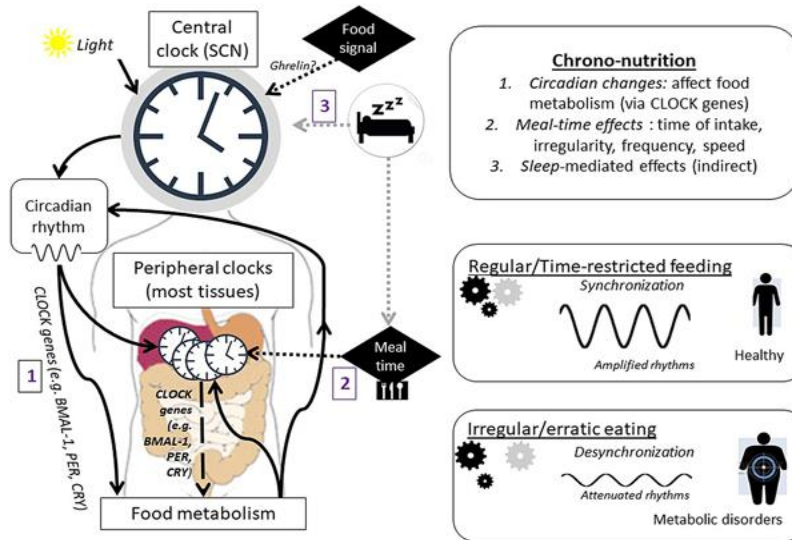 Central
clock (SCN)
Light
Food
signal
Ghrelin?
3
zzz
Circadian
rhythm
Peripheral clocks
(most tissues)
CLOCK genes (e.g. BMAL-1, PER, CRY)
1
CLOCK
genes
(e.g.
BMAL-1,
PER,
CRY)
Meal
time
2
Food metabolism
Chrono-nutrition
1. Circadian changes: affect food
metabolism (via CLOCK genes)
2. Meal-time effects : time of intake,
irregularity, frequency, speed
3. Sleep-mediated effects (indirect)
Regular/Time-restricted feeding
Synchronization
Amplified rhythms
Healthy
Irregular/erratic eating
Desynchronization
Attenuated rhythms
Metabolic disorders